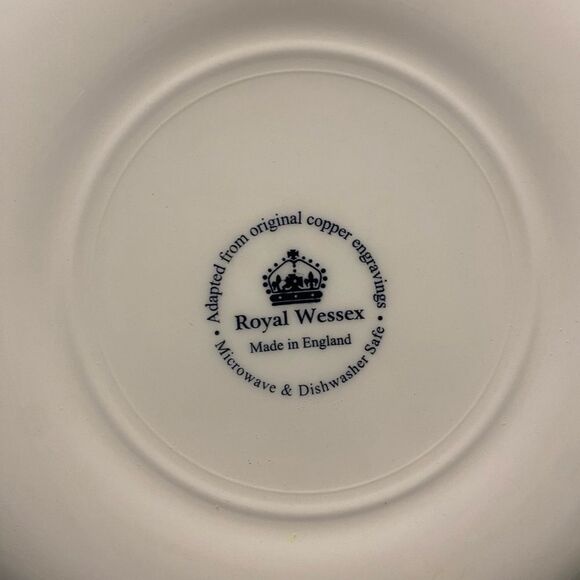 • Adapted from original copper engravings •
Royal Wessex
Made in England
Microwave & Dishwasher Safe